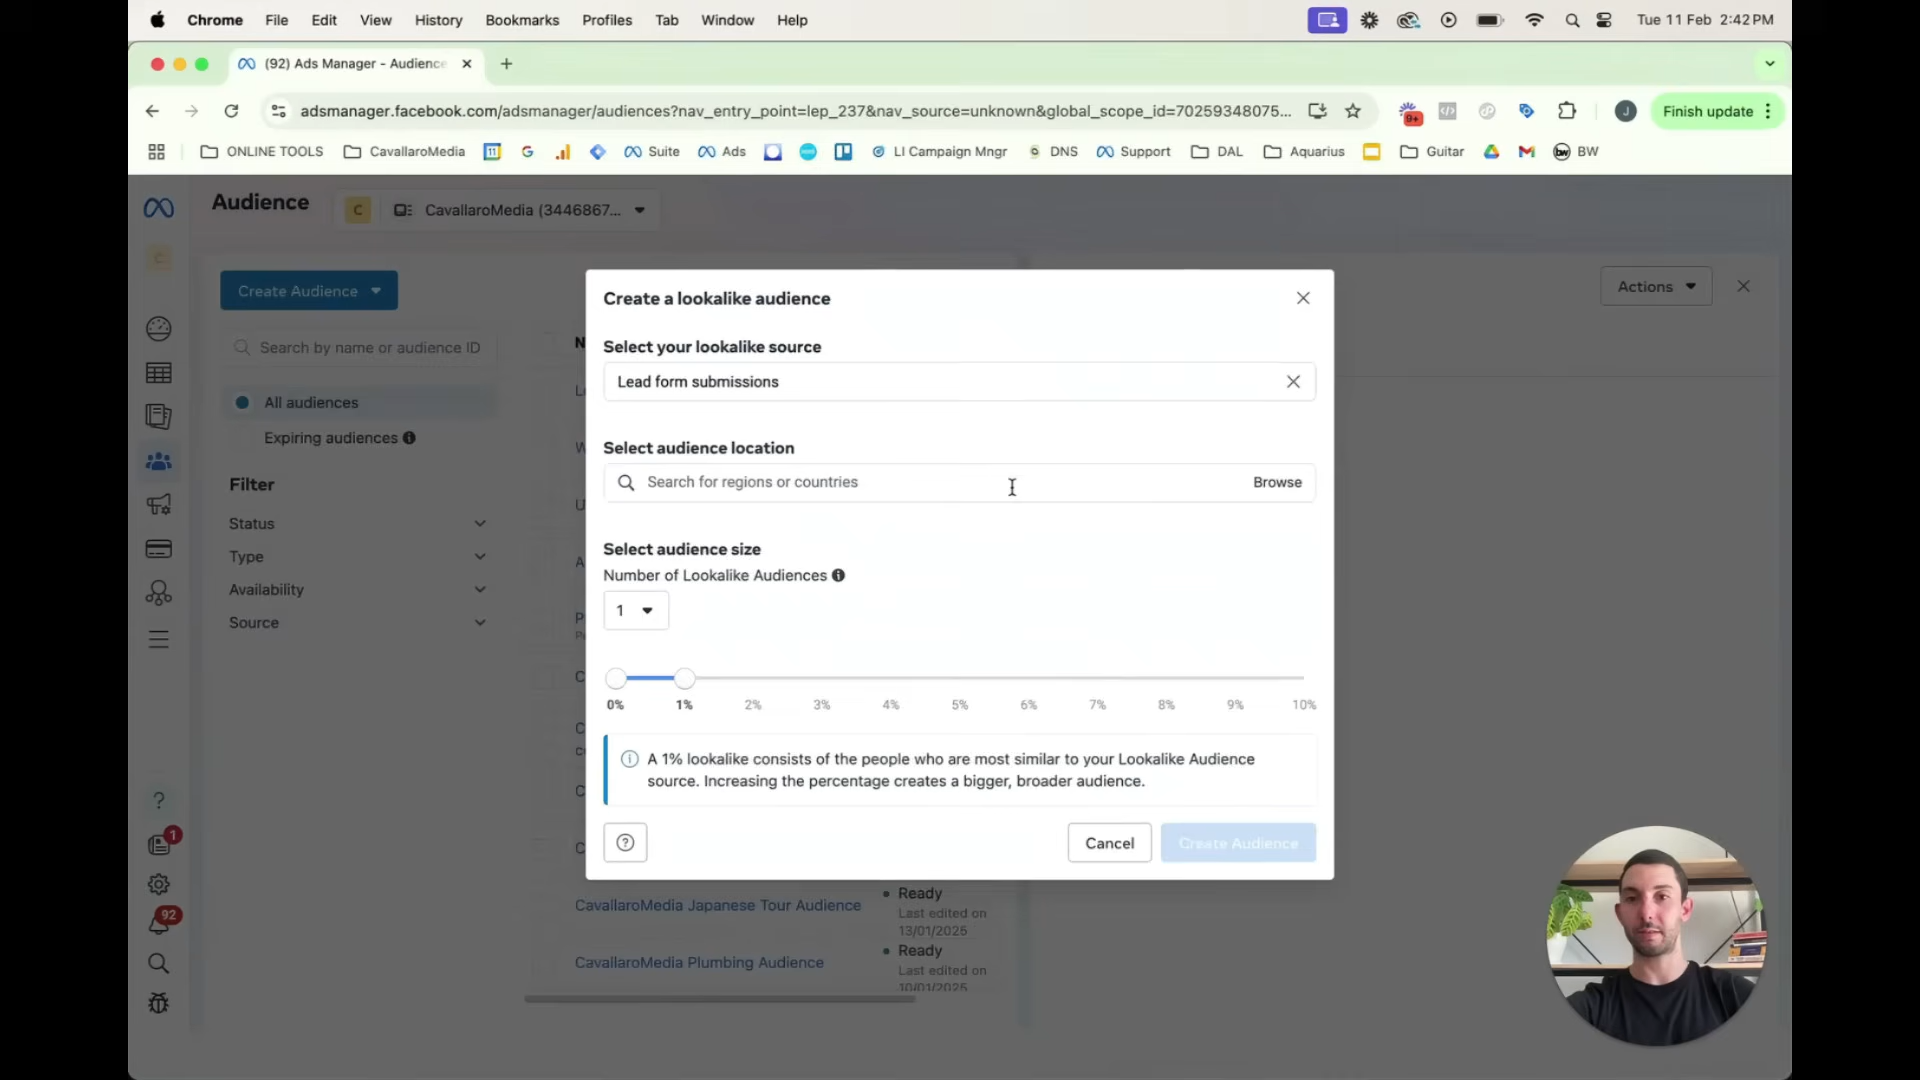 Chrome File Edit View History Bookmarks Profiles Tab Window Help Tue 11 Feb 2:42 PM
(92) Ads Manager - Audience
adsmanager.facebook.com/adsmanager/audiences?nav_entry_point=lep_237&nav_source=unknown&global_scope_id=70259348075... 9+ J Finish update
ONLINE TOOLS CavallaroMedia 11 G Suite Ads LI Campaign Mngr DNS Support DAL Aquarius Guitar bw BW
Audience C CavallaroMedia (3446867...
Create Audience
Search by name or audience ID
All audiences
Expiring audiences
Filter
Status
Type
Availability
Source
Actions
Create a lookalike audience
Select your lookalike source
Lead form submissions
Select audience location
Search for regions or countries Browse
Select audience size
Number of Lookalike Audiences
1
0% 1% 2% 3% 4% 5% 6% 7% 8% 9% 10%
A 1% lookalike consists of the people who are most similar to your Lookalike Audience
source. Increasing the percentage creates a bigger, broader audience.
? Cancel Create Audience
?
1
92
CavallaroMedia Japanese Tour Audience
Ready
Last edited on
13/01/2025
CavallaroMedia Plumbing Audience
Ready
Last edited on
10/01/2025